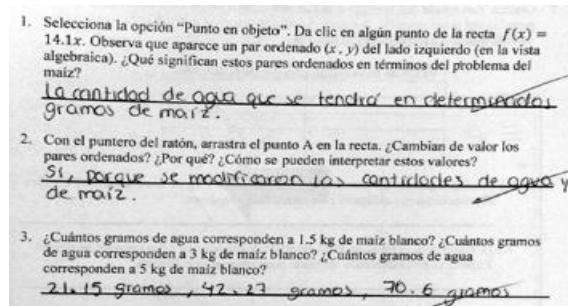 1. Selecciona la opción “Punto en objeto”. Da clic en algún punto de la recta f(x) =
14.1x. Observa que aparece un par ordenado (x , y) del lado izquierdo (en la vista
algebraica). ¿Qué significan estos pares ordenados en términos del problema del
maíz?
La cantidad de agua que se tendrá en determinados
gramos de maíz.
2. Con el puntero del ratón, arrastra el punto A en la recta. ¿Cambian de valor los
pares ordenados? ¿Por qué? ¿Cómo se pueden interpretar estos valores?
Si, porque se modificaron las cantidades de agua y
de maíz.
3. ¿Cuántos gramos de agua corresponden a 1.5 kg de maíz blanco? ¿Cuántos gramos
de agua corresponden a 3 kg de maíz blanco? ¿Cuántos gramos de agua
corresponden a 5 kg de maíz blanco?
21.15 gramos , 42.27 gramos , 70.6 gramos